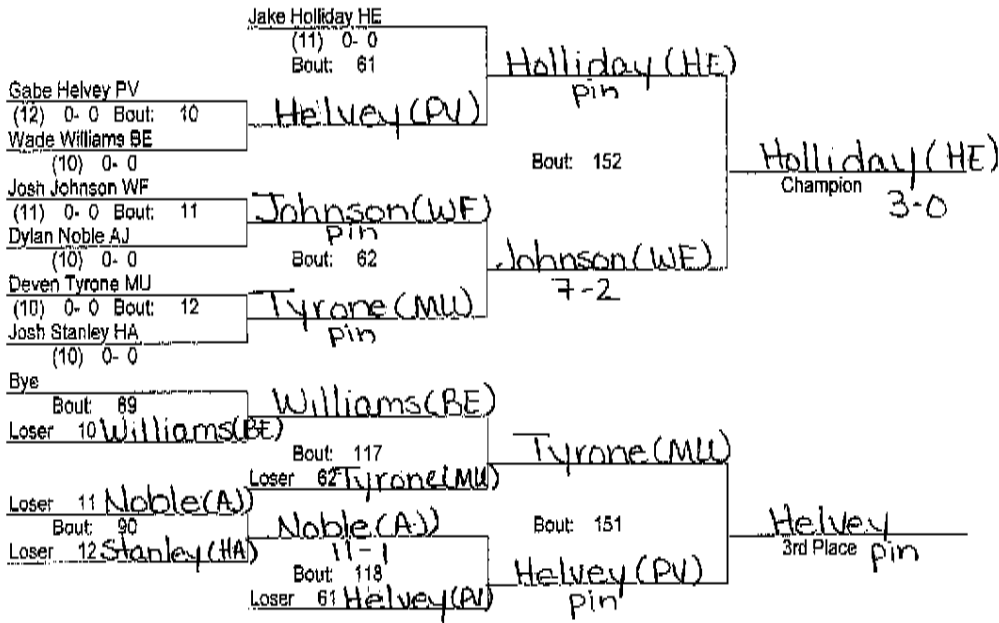 Jake Holliday HE
(11) 0- 0
Bout: 61
Holliday (HE)
pin
Gabe Helvey PV
(12) 0- 0 Bout: 10
Helvey (PV)
Wade Williams BE
(10) 0- 0
Bout: 152
Holliday (HE)
Champion
3-0
Josh Johnson WF
(11) 0- 0 Bout: 11
Johnson (WF)
pin
Dylan Noble AJ
(10) 0- 0
Bout: 62
Johnson (WF)
7-2
Deven Tyrone MU
(10) 0- 0 Bout: 12
Tyrone (MU)
pin
Josh Stanley HA
(10) 0- 0
Bye
Bout: 89
Williams (BE)
Loser 10 Williams (BE)
Bout: 117
Tyrone (MU)
Loser 62 Tyrone (MU)
Loser 11 Noble (AJ)
Bout: 90
Noble (AJ)
11-1
Bout: 151
Helvey
3rd Place
pin
Loser 12 Stanley (HA)
Bout: 118
Helvey (PV)
pin
Loser 61 Helvey (PV)